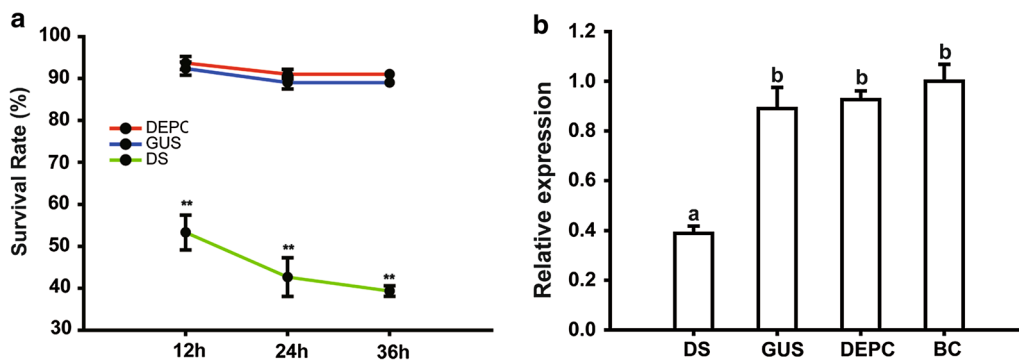 a
100
90
80
90
60
50
40
30
Survival Rate (%)
DEPC
GUS
DS
**
**
**
12h
24h
36h
b
1.2
1.0
0.8
0.6
0.4
0.2
0.0
Relative expression
a
b
b
b
DS
GUS
DEPC
BC